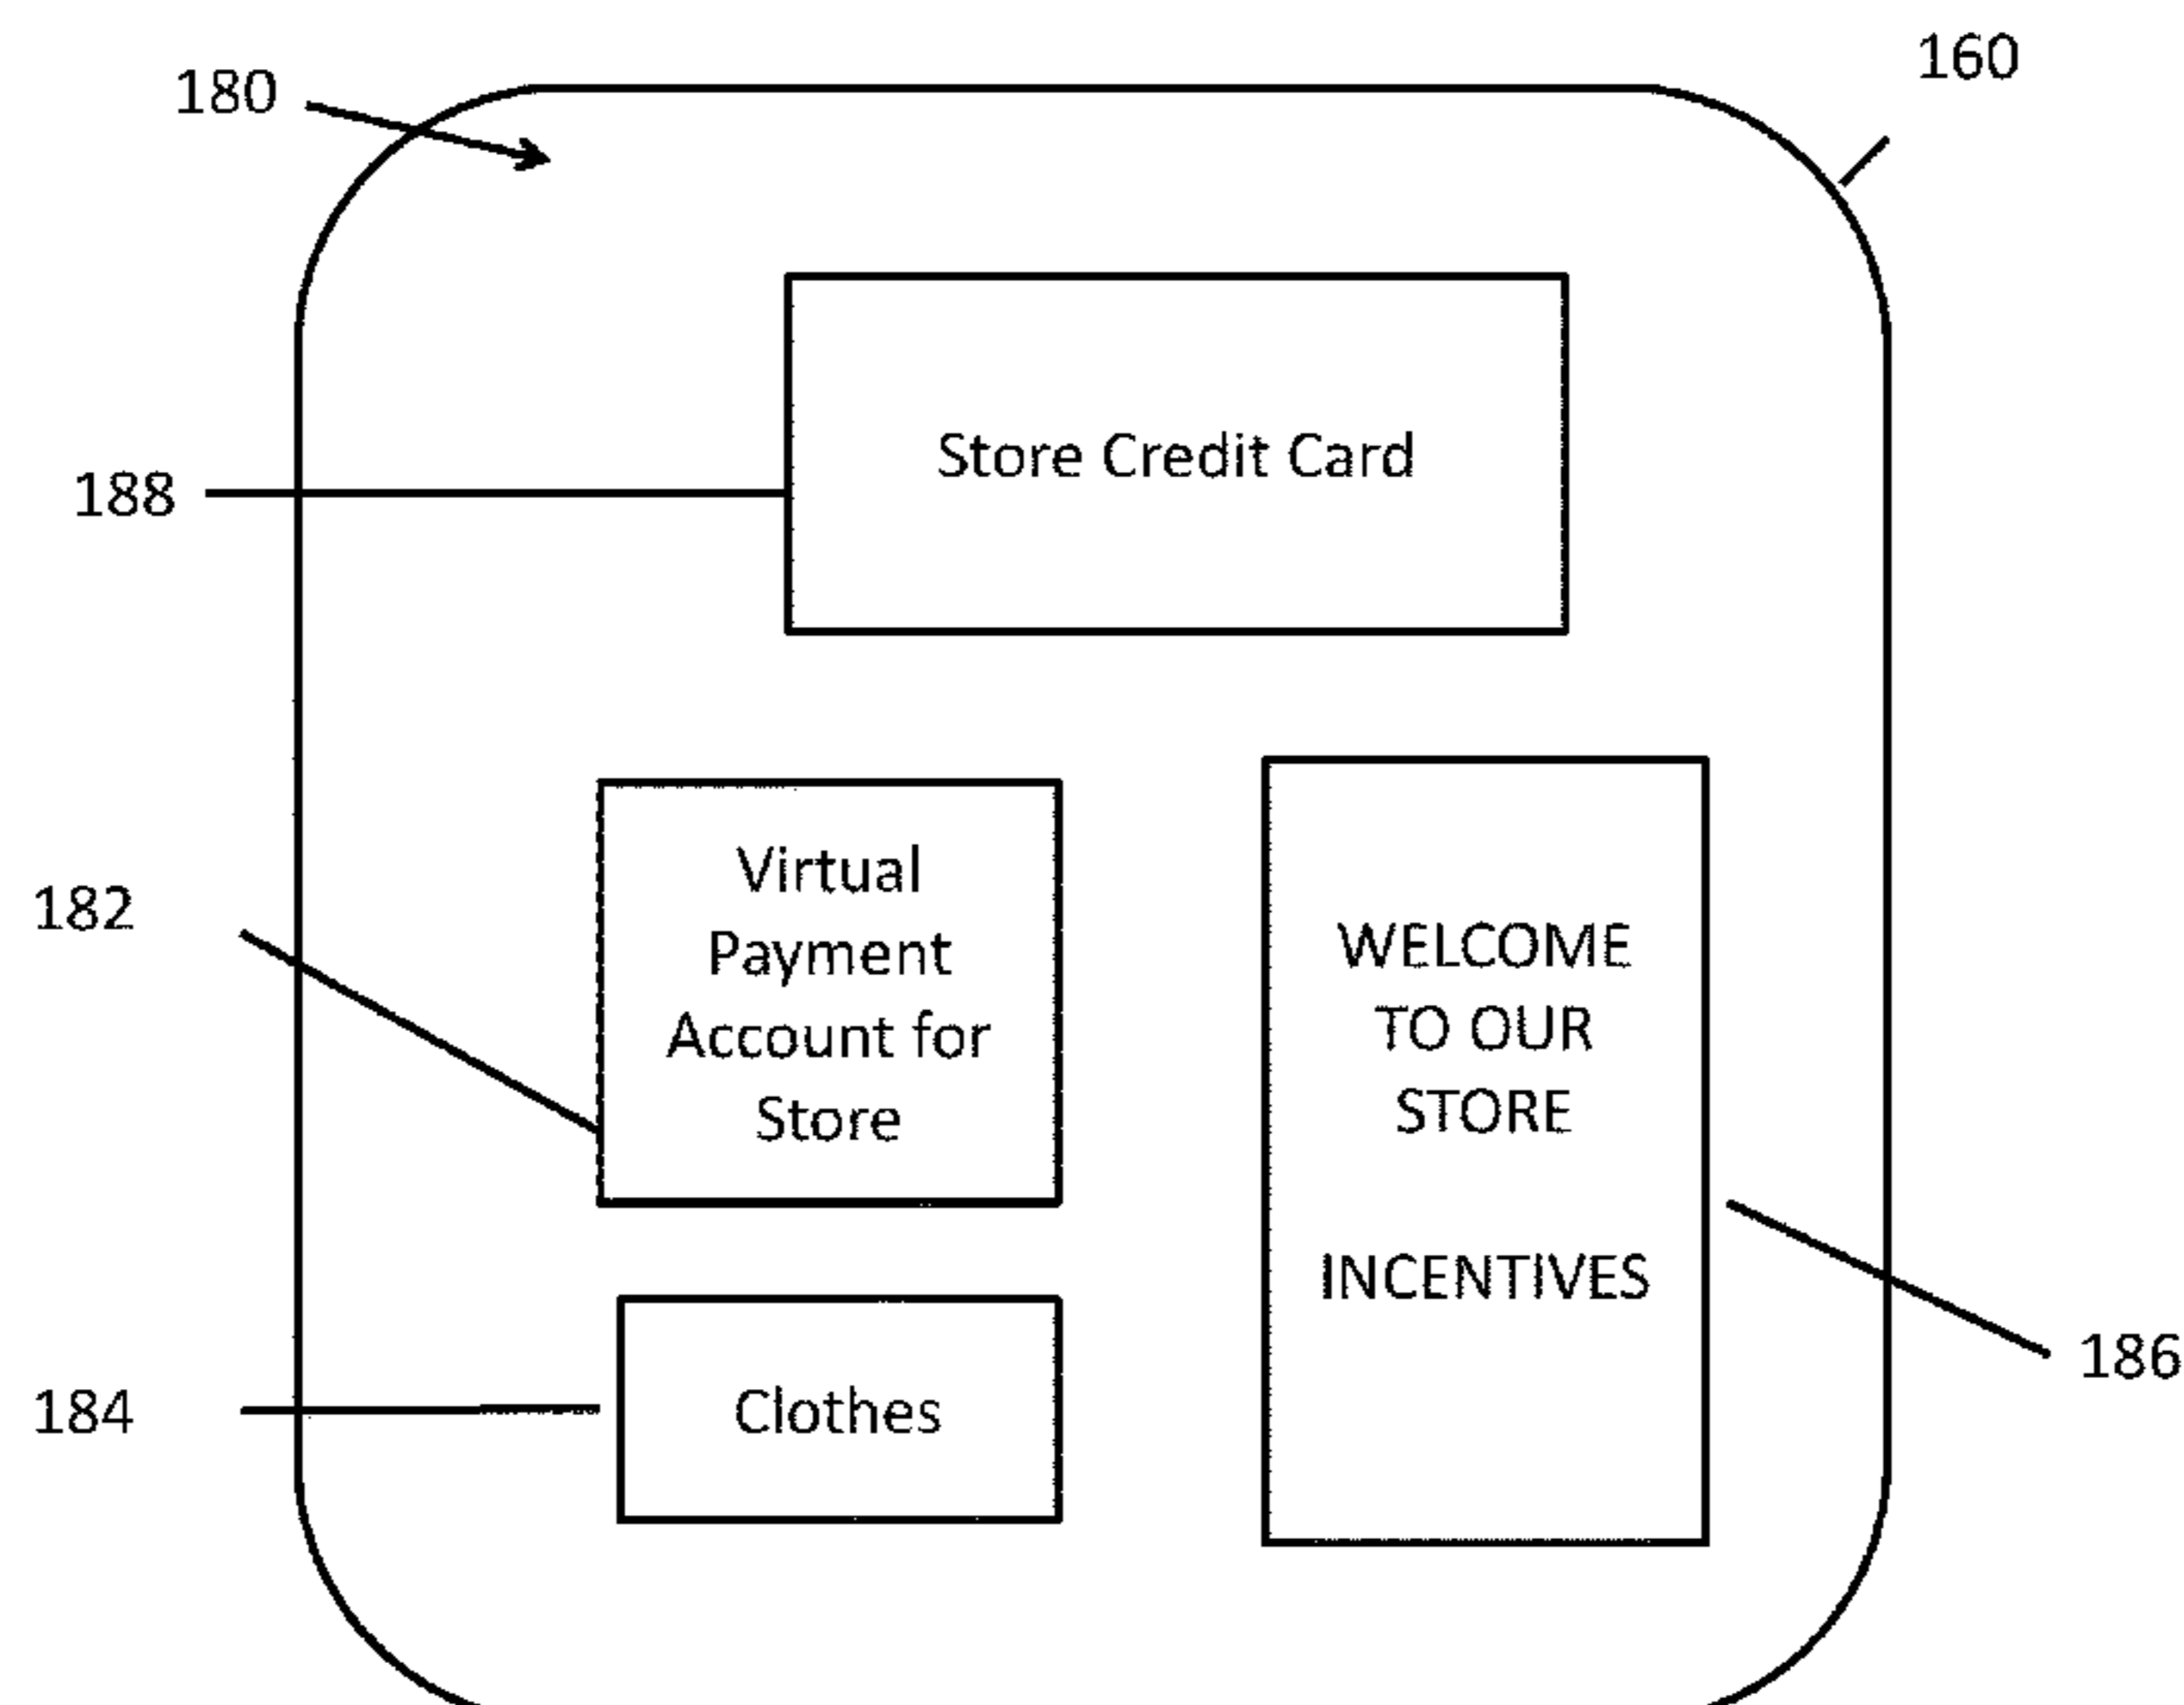 160
180
Store Credit Card
188
Virtual
Payment
Account for
Store
182
WELCOME
TO OUR
STORE
INCENTIVES
186
Clothes
184